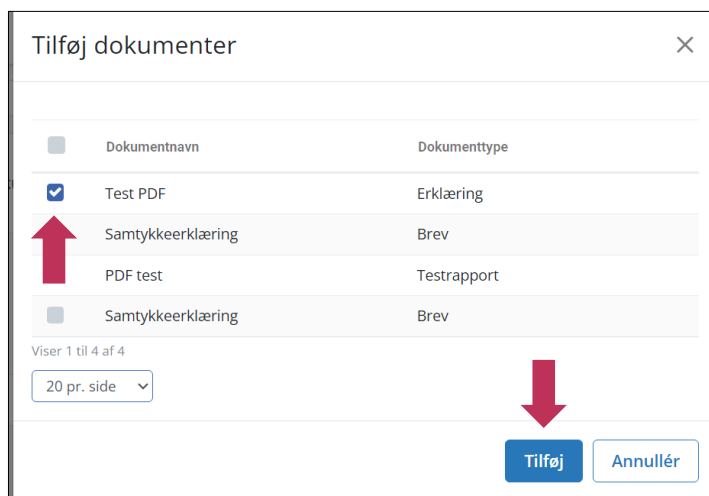 Tilføj dokumenter
Dokumentnavn Dokumenttype
Test PDF Erklæring
Samtykkeerklæring Brev
PDF test Testrapport
Samtykkeerklæring Brev
Viser 1 til 4 af 4
20 pr. side
Tilføj Annullér